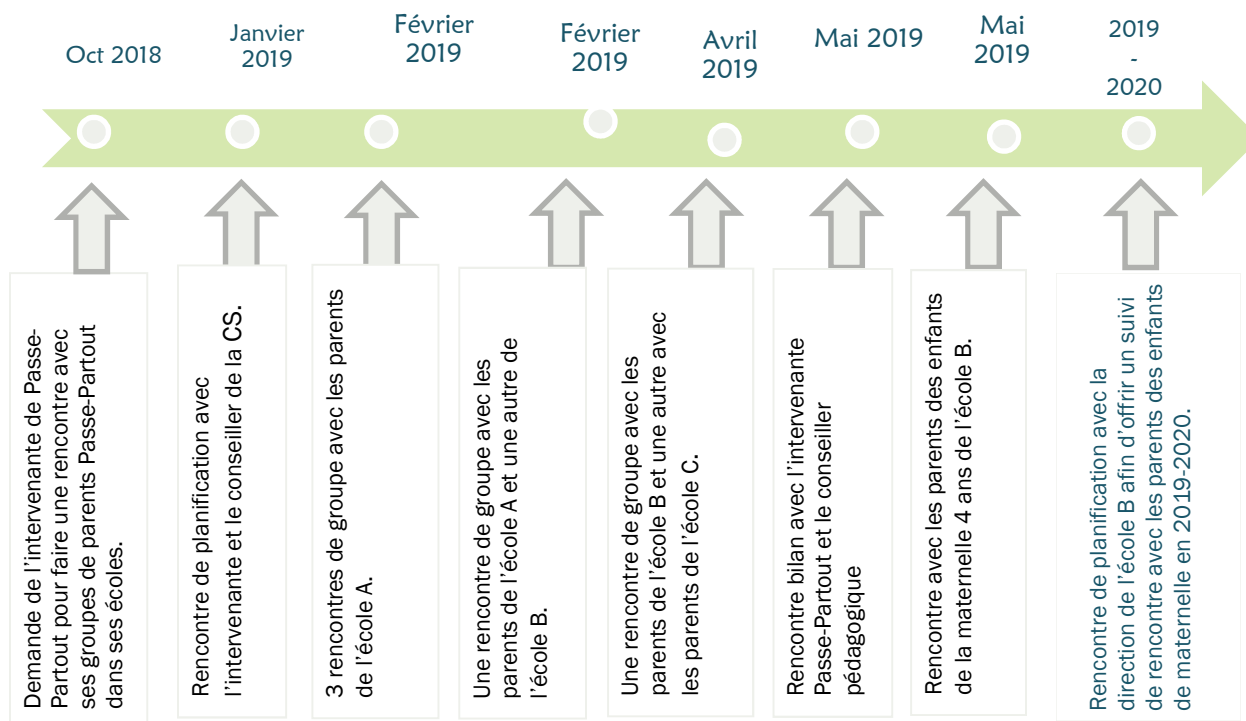 Oct 2018
Janvier
2019
Février
2019
Février
2019
Avril
2019
Mai 2019
Mai
2019
2019
-
2020
Demande de l'intervenante de Passe-
Partout pour faire une rencontre avec
ses groupes de parents Passe-Partout
dans ses écoles.
Rencontre de planification avec
l'intervenante et le conseiller de la CS.
3 rencontres de groupe avec les parents
de l'école A.
Une rencontre de groupe avec les
parents de l'école A et une autre de
l'école B.
Une rencontre de groupe avec les
parents de l'école B et une autre avec
les parents de l'école C.
Rencontre bilan avec l'intervenante
Passe-Partout et le conseiller
pédagogique
Rencontre avec les parents des enfants
de la maternelle 4 ans de l'école B.
Rencontre de planification avec la
direction de l'école B afin d'offrir un suivi
de rencontre avec les parents des enfants
de maternelle en 2019-2020.